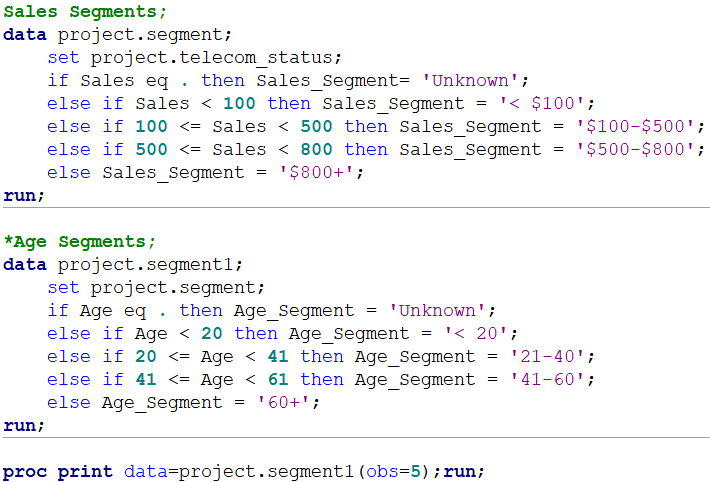 Sales Segments;
data project.segment;
    set project.telecom_status;
    if Sales eq . then Sales_Segment= 'Unknown';
    else if Sales < 100 then Sales_Segment = '< $100';
    else if 100 <= Sales < 500 then Sales_Segment = '$100-$500';
    else if 500 <= Sales < 800 then Sales_Segment = '$500-$800';
    else Sales_Segment = '$800+';
run;
*Age Segments;
data project.segment1;
    set project.segment;
    if Age eq . then Age_Segment = 'Unknown';
    else if Age < 20 then Age_Segment = '< 20';
    else if 20 <= Age < 41 then Age_Segment = '21-40';
    else if 41 <= Age < 61 then Age_Segment = '41-60';
    else Age_Segment = '60+';
run;
proc print data=project.segment1(obs=5);run;